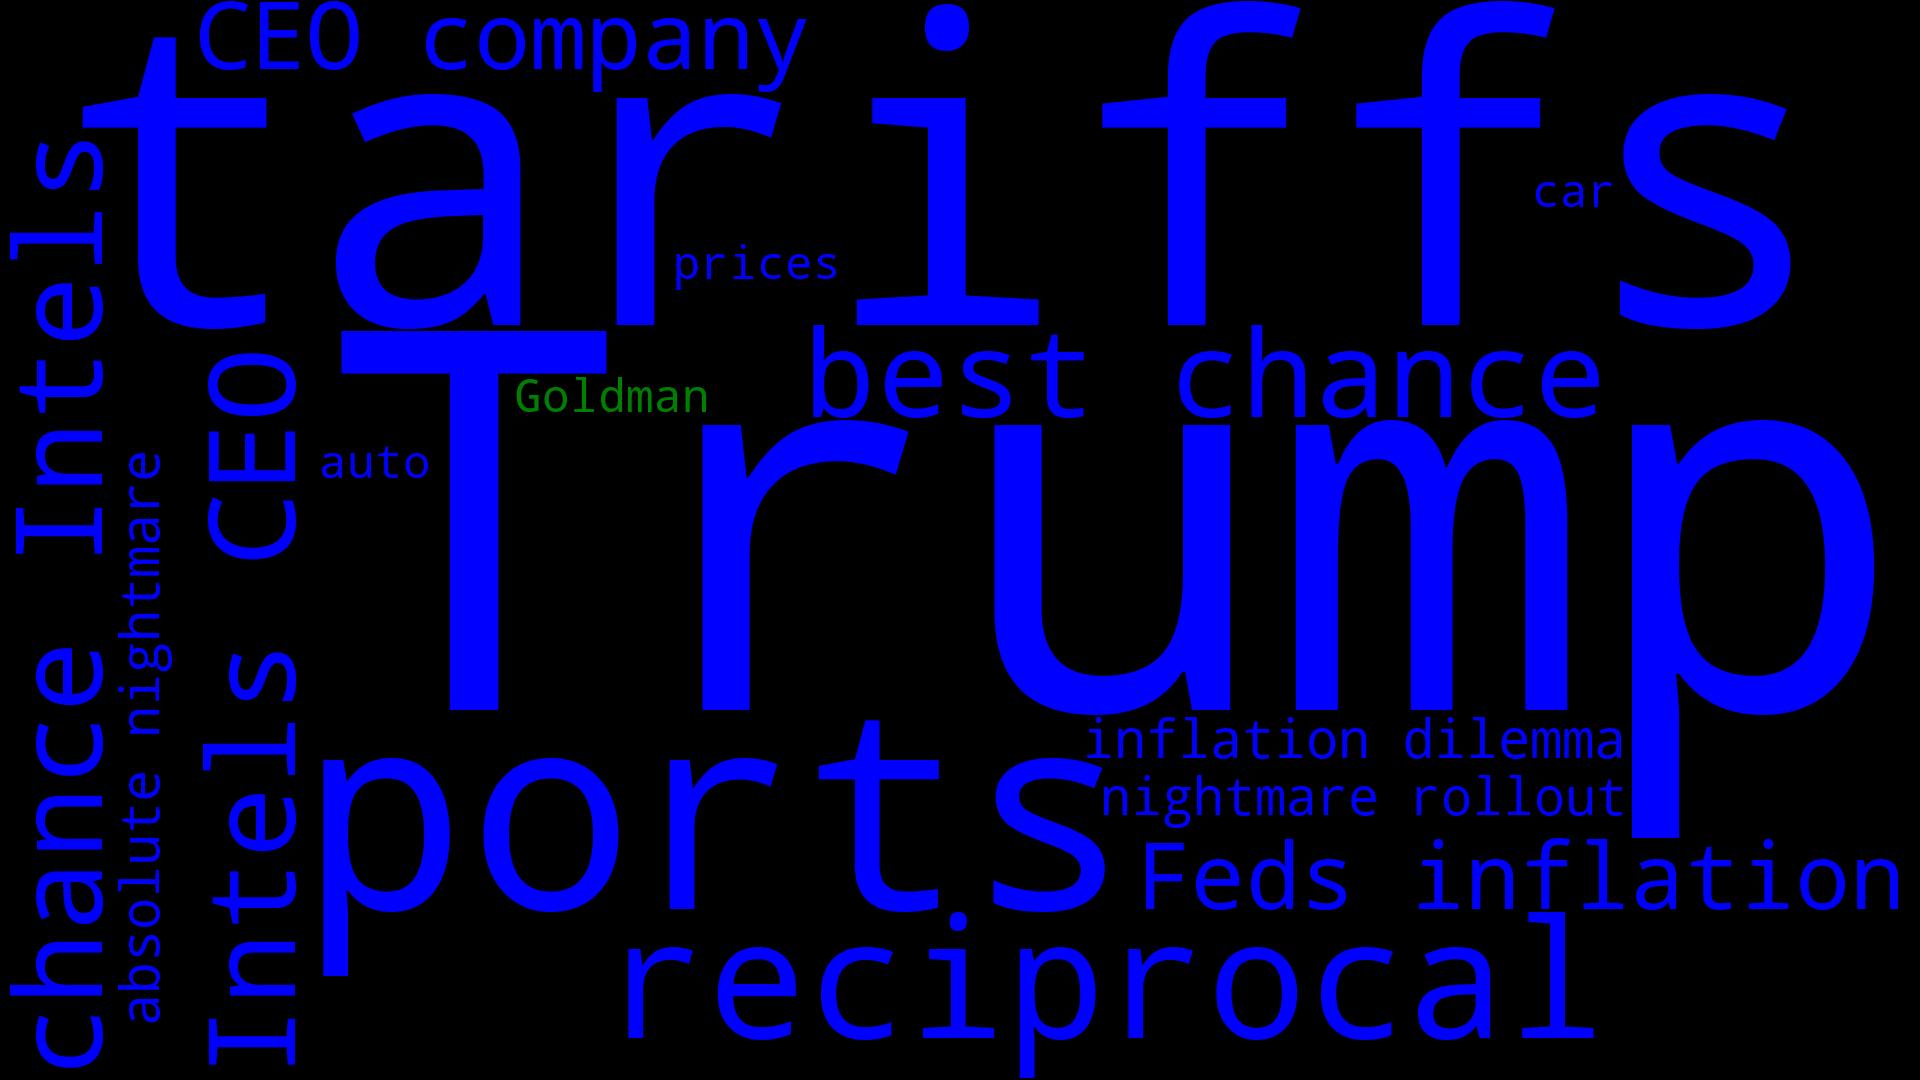 CEO company
tariffs
car
prices
Trump
best chance
Goldman
auto
chance Intels
absolute nightmare
Intels CEO
ports
inflation dilemma
nightmare rollout
Feds inflation
reciprocal